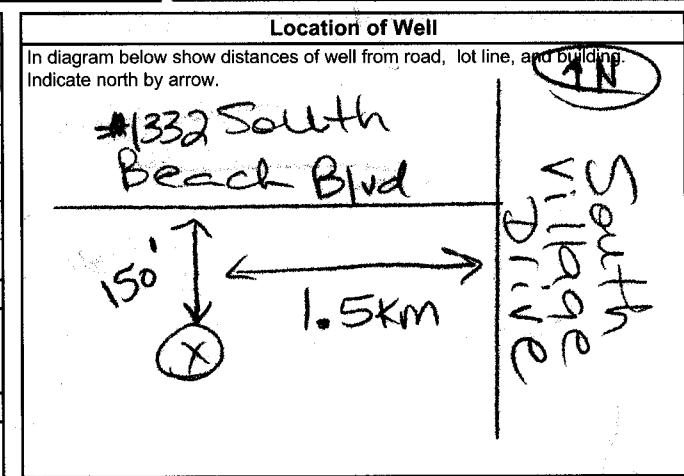 Location of Well
In diagram below show distances of well from road, lot line, and building.
Indicate north by arrow.
N
#1332 South
Beach Blvd
150'
1.5km
X
South
Village
Drive